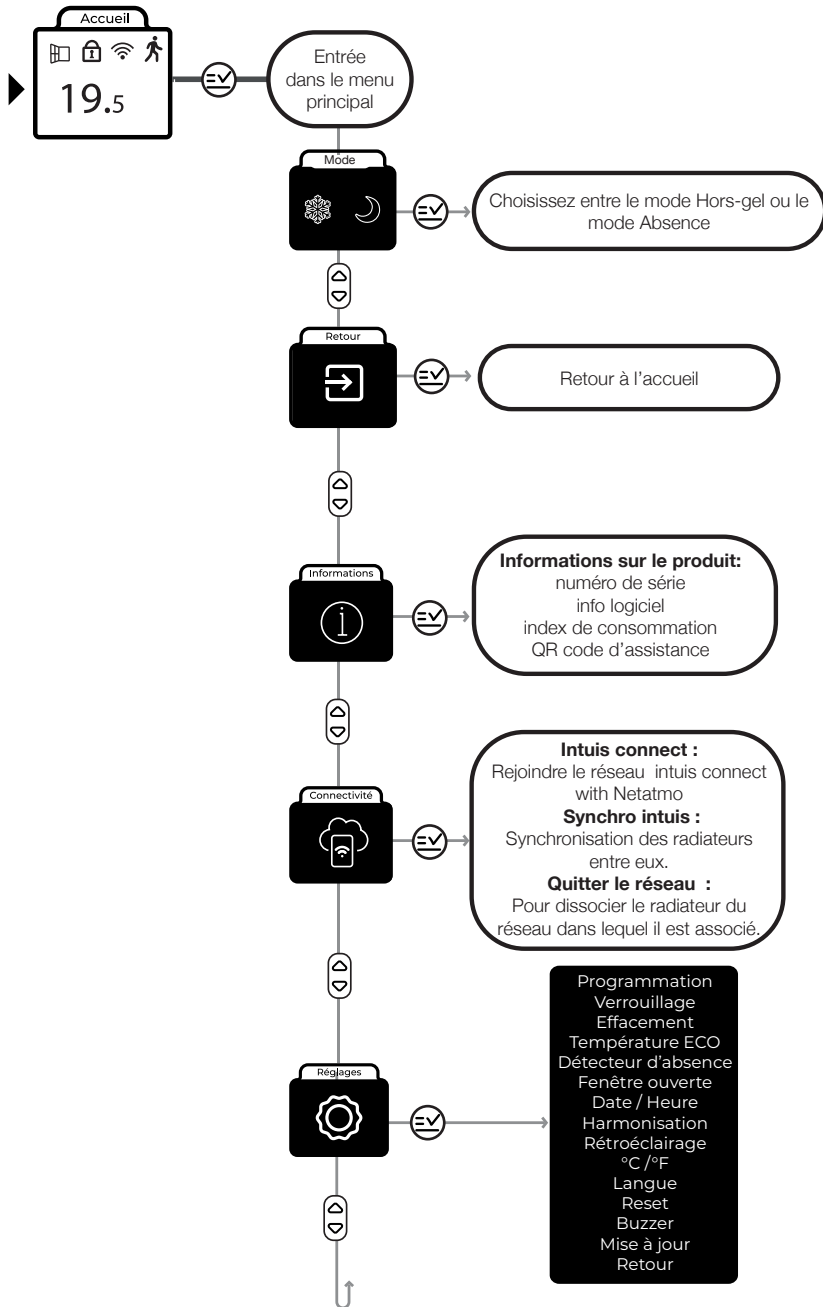 Accueil
19.5
Entrée
dans le menu
principal
Mode
Choisissez entre le mode Hors-gel ou le
mode Absence
Retour
Retour à l'accueil
Informations
i
Informations sur le produit:
numéro de série
info logiciel
index de consommation
QR code d'assistance
Connectivité
Intuis connect :
Rejoindre le réseau intuis connect
with Netatmo
Synchro intuis :
Synchronisation des radiateurs
entre eux.
Quitter le réseau :
Pour dissocier le radiateur du
réseau dans lequel il est associé.
Réglages
Programmation
Verrouillage
Effacement
Température ECO
Détecteur d'absence
Fenêtre ouverte
Date / Heure
Harmonisation
Rétroéclairage
°C /°F
Langue
Reset
Buzzer
Mise à jour
Retour